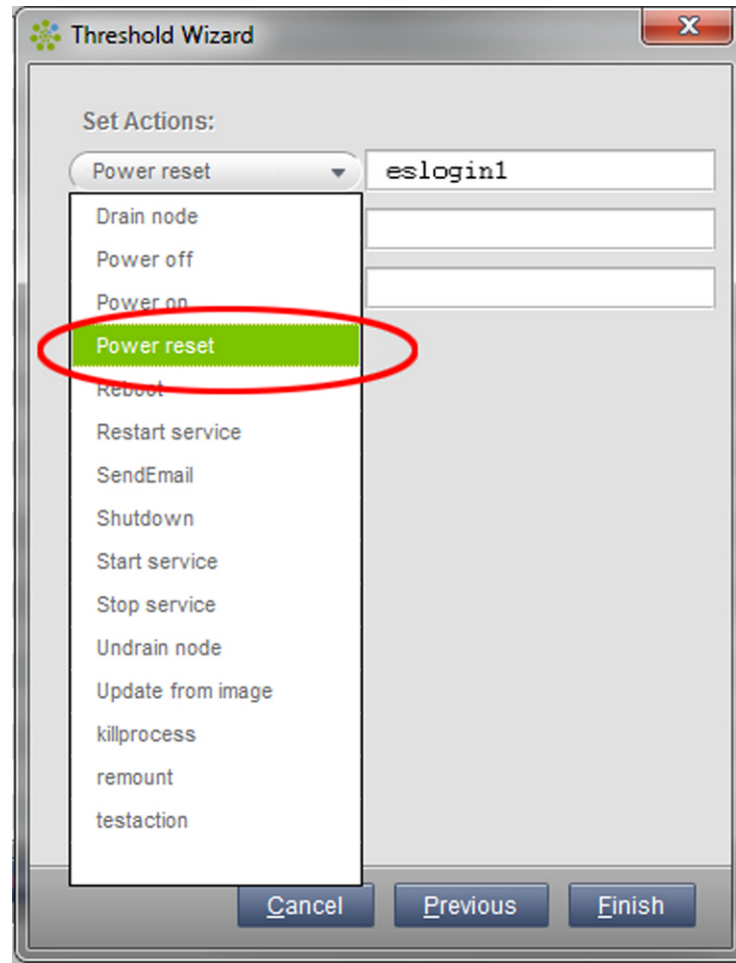 Threshold Wizard
Set Actions:
Power reset eslogin1
Drain node
Power off
Power on
Power reset
Reboot
Restart service
SendEmail
Shutdown
Start service
Stop service
Undrain node
Update from image
killprocess
remount
testaction
Cancel Previous Finish